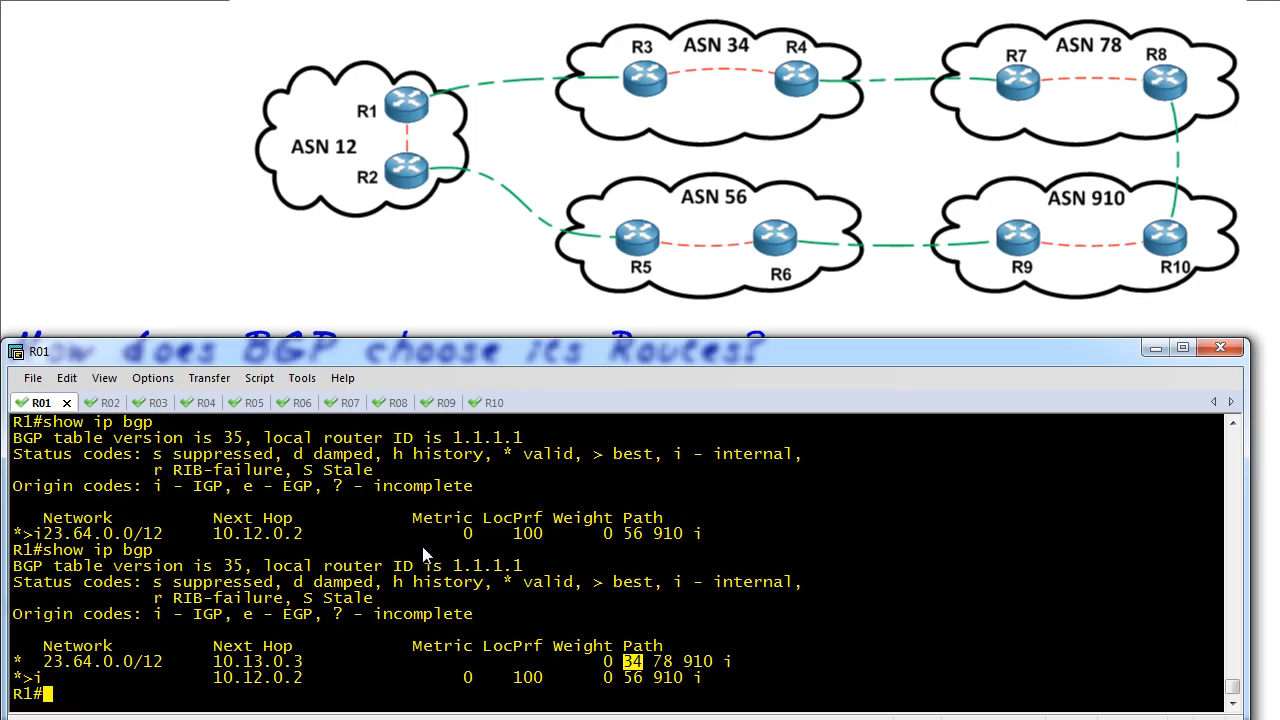 ASN 34
R3
R4
ASN 78
R7
R8
R1
ASN 12
R2
ASN 56
R5
R6
ASN 910
R9
R10
How does BGP choose its Routes?
R01
File Edit View Options Transfer Script Tools Help
R01 R02 R03 R04 R05 R06 R07 R08 R09 R10
R1#show ip bgp
BGP table version is 35, local router ID is 1.1.1.1
Status codes: s suppressed, d damped, h history, * valid, > best, i - internal,
r RIB-failure, S Stale
Origin codes: i - IGP, e - EGP, ? - incomplete
Network Next Hop Metric LocPrf Weight Path
*>i23.64.0.0/12 10.12.0.2 0 100 0 56 910 i
R1#show ip bgp
BGP table version is 35, local router ID is 1.1.1.1
Status codes: s suppressed, d damped, h history, * valid, > best, i - internal,
r RIB-failure, S Stale
Origin codes: i - IGP, e - EGP, ? - incomplete
Network Next Hop Metric LocPrf Weight Path
* 23.64.0.0/12 10.13.0.3 0 34 78 910 i
*>i 10.12.0.2 0 100 0 56 910 i
R1#